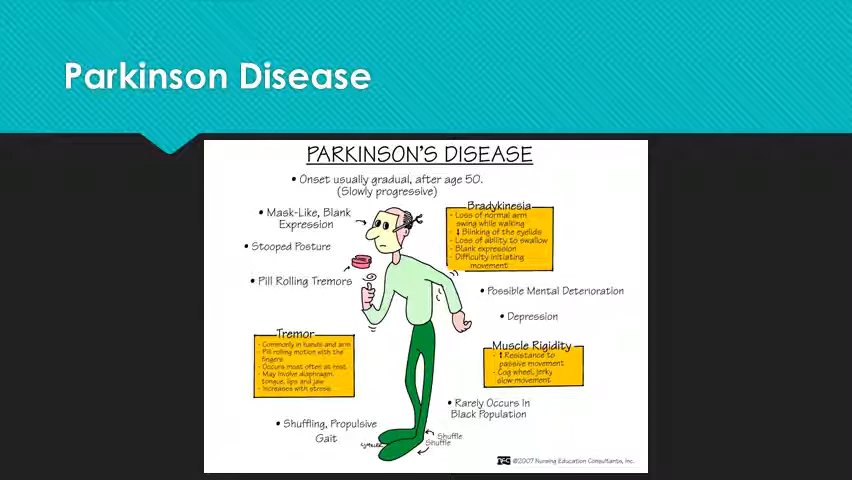 Parkinson Disease
PARKINSON'S DISEASE
• Onset usually gradual, after age 50.
(Slowly progressive)
• Mask-Like, Blank
Expression
• Stooped Posture
• Pill Rolling Tremors
Bradykinesia
- Loss of normal arm
swing while walking
- ↓ Blinking of the eyelids
- Loss of ability to swallow
- Blank expression
- Difficulty initiating
movement
• Possible Mental Deterioration
• Depression
Tremor
- Commonly in hands and arm
- Pill rolling motion with the
fingers
- Occurs most often at rest
- May involve diaphragm,
tongue, lips and jaw
- Increases with stress
Muscle Rigidity
- ↑ Resistance to
passive movement
- Cog wheel, jerky
slow movement
• Rarely Occurs In
Black Population
• Shuffling, Propulsive
Gait
Shuffle
Shuffle
NEC ©2007 Nursing Education Consultants, Inc.